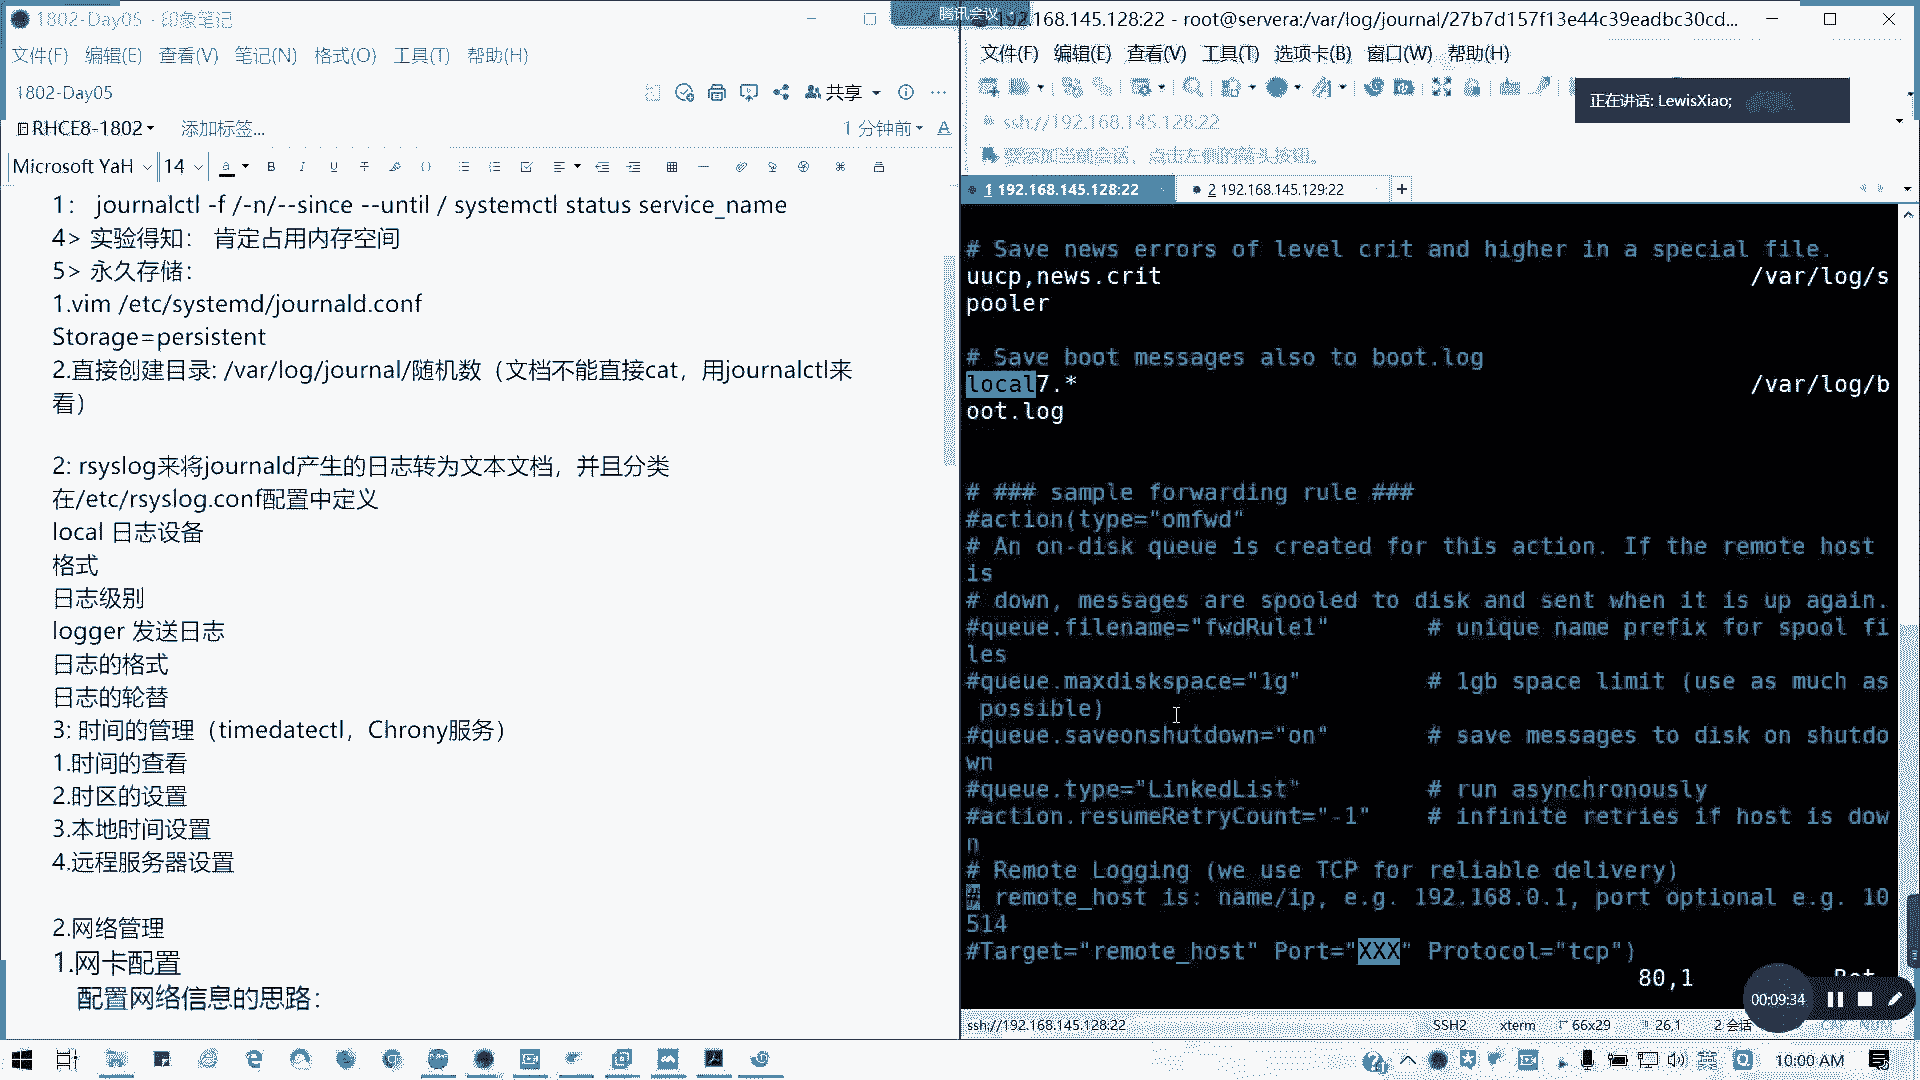 1802-Day05 - 印象笔记
文件(F) 编辑(E) 查看(V) 笔记(N) 格式(O) 工具(T) 帮助(H)
1802-Day05
共享
RHCE8-1802
添加标签...
1 分钟前
Microsoft YaH
14
1： journalctl -f /-n/--since --until / systemctl status service_name
4> 实验得知： 肯定占用内存空间
5> 永久存储：
1.vim /etc/systemd/journald.conf
Storage=persistent
2.直接创建目录: /var/log/journal/随机数（文档不能直接cat，用journalctl来
看）
2: rsyslog来将journald产生的日志转为文本文档，并且分类
在/etc/rsyslog.conf配置中定义
local 日志设备
格式
日志级别
logger 发送日志
日志的格式
日志的轮替
3: 时间的管理（timedatectl，Chrony服务）
1.时间的查看
2.时区的设置
3.本地时间设置
4.远程服务器设置
2.网络管理
1.网卡配置
配置网络信息的思路：
腾讯会议
.168.145.128:22 - root@servera:/var/log/journal/27b7d157f13e44c39eadbc30cd...
文件(F) 编辑(E) 查看(V) 工具(T) 选项卡(B) 窗口(W) 帮助(H)
正在讲话: LewisXiao;
ssh://192.168.145.128:22
要添加当前会话，点击左侧的箭头按钮。
1 192.168.145.128:22
2 192.168.145.129:22
# Save news errors of level crit and higher in a special file.
uucp,news.crit /var/log/s
pooler
# Save boot messages also to boot.log
local7.* /var/log/b
oot.log
# ### sample forwarding rule ###
#action(type="omfwd"
# An on-disk queue is created for this action. If the remote host
is
# down, messages are spooled to disk and sent when it is up again.
#queue.filename="fwdRule1" # unique name prefix for spool fi
les
#queue.maxdiskspace="1g" # 1gb space limit (use as much as
possible)
#queue.saveonshutdown="on" # save messages to disk on shutdo
wn
#queue.type="LinkedList" # run asynchronously
#action.resumeRetryCount="-1" # infinite retries if host is dow
n
# Remote Logging (we use TCP for reliable delivery)
# remote_host is: name/ip, e.g. 192.168.0.1, port optional e.g. 10
514
#Target="remote_host" Port="XXX" Protocol="tcp")
80,1 Bot
00:09:34
ssh://192.168.145.128:22
SSH2 xterm 66x29 26,1 2 会话 CAP NUM
10:00 AM